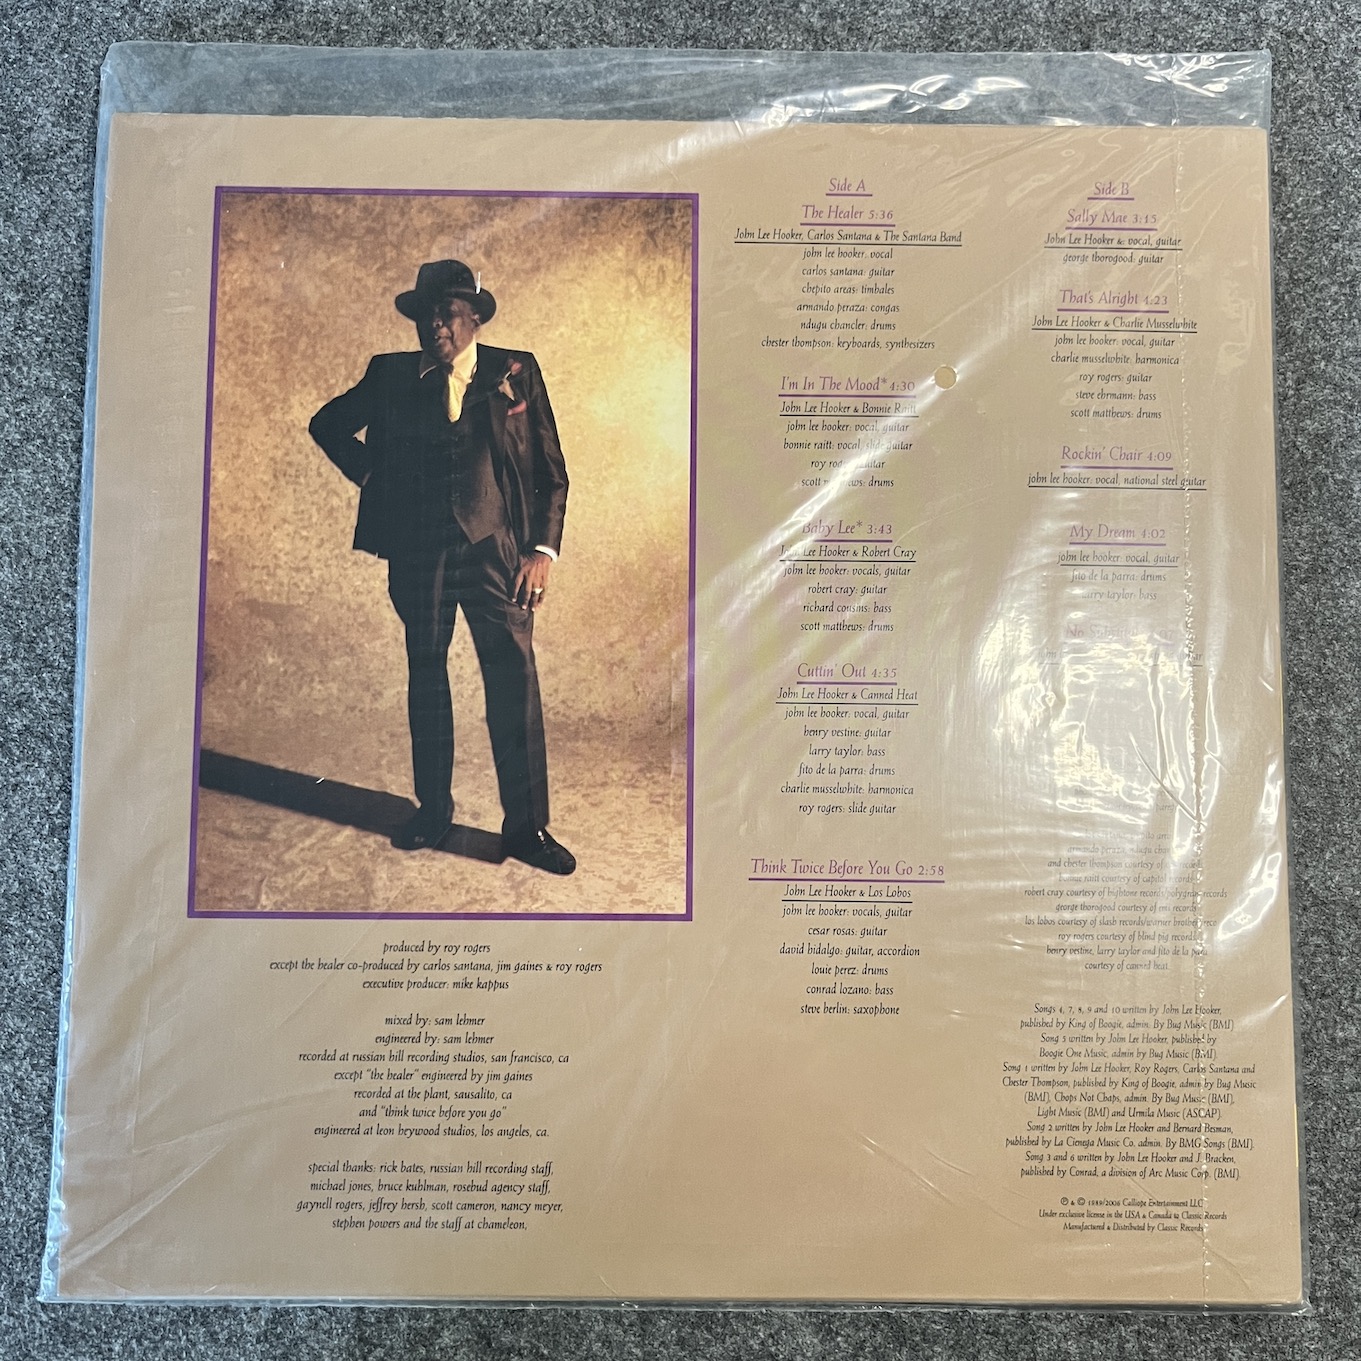 Side A
The Healer 5:36
John Lee Hooker, Carlos Santana & The Santana Band
john lee hooker: vocal
carlos santana: guitar
chepito areas: timbales
armando peraza: congas
ndugu chancler: drums
chester thompson: keyboards, synthesizers
I'm In The Mood* 4:30
John Lee Hooker & Bonnie Raitt
john lee hooker: vocal, guitar
bonnie raitt: vocal, slide guitar
roy guitar
scott drums
Baby Lee* 3:43
John Lee Hooker & Robert Cray
john lee hooker: vocals, guitar
robert cray: guitar
richard cousins: bass
scott matthews: drums
Cuttin' Out 4:35
John Lee Hooker & Canned Heat
john lee hooker: vocal, guitar
henry vestine: guitar
larry taylor: bass
fito de la parra: drums
charlie musselwhite: harmonica
roy rogers: slide guitar
Think Twice Before You Go 2:58
John Lee Hooker & Los Lobos
john lee hooker: vocals, guitar
cesar rosas: guitar
david hidalgo: guitar, accordion
louie perez: drums
conrad lozano: bass
steve berlin: saxophone
Side B
Sally Mae 3:15
John Lee Hooker &: vocal, guitar
george thorogood: guitar
That's Alright 4:23
John Lee Hooker & Charlie Musselwhite
john lee hooker: vocal, guitar
charlie musselwhite: harmonica
roy rogers: guitar
steve ehrmann: bass
scott matthews: drums
Rockin' Chair 4:09
john lee hooker: vocal, national steel guitar
My Dream 4:02
john lee hooker: vocal, guitar
fito de la parra: drums
larry taylor: bass
No
armando peraza, ndugu
and chester thompson courtesy of
bonnie raitt courtesy of capitol records
robert cray courtesy of hightone records/polygram records
george thorogood courtesy of emi records
los lobos courtesy of slash records/warner
roy rogers courtesy of blind pig records
henry vestine, larry taylor and fito de la parra
courtesy of canned heat.
Songs 4, 7, 8, 9 and 10 written by John Lee Hooker,
published by King of Boogie, admin. By Bug Music (BMI).
Song 5 written by John Lee Hooker, published by
Boogie One Music, admin by Bug Music (BMI).
Song 1 written by John Lee Hooker, Roy Rogers, Carlos Santana and
Chester Thompson, published by King of Boogie, admin by Bug Music
(BMI), Chops Not Chaps, admin. By Bug Music (BMI),
Light Music (BMI) and Urmila Music (ASCAP).
Song 2 written by John Lee Hooker and Bernard Besman,
published by La Cienega Music Co. admin. By BMG Songs (BMI).
Song 3 and 6 written by John Lee Hooker and J. Bracken,
published by Conrad, a division of Arc Music Corp. (BMI).
℗ & © 1989/2006 Calliope Entertainment LLC
Under exclusive license in the USA & Canada to Classic Records
Manufactured & Distributed by Classic Records
produced by roy rogers
except the healer co-produced by carlos santana, jim gaines & roy rogers
executive producer: mike kappus
mixed by: sam lehmer
engineered by: sam lehmer
recorded at russian hill recording studios, san francisco, ca
except "the healer" engineered by jim gaines
recorded at the plant, sausalito, ca
and "think twice before you go"
engineered at leon heywood studios, los angeles, ca.
special thanks: rick bates, russian hill recording staff,
michael jones, bruce kuhlman, rosebud agency staff,
gaynell rogers, jeffrey hersh, scott cameron, nancy meyer,
stephen powers and the staff at chameleon,